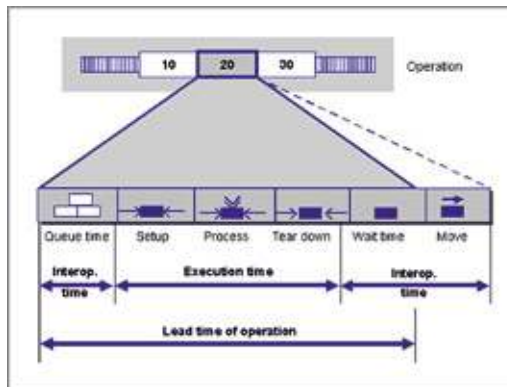 10 20 30
Operation
Queue time Setup Process Tear down Wait time Move
Interop. Execution time Interop.
time time
Lead time of operation